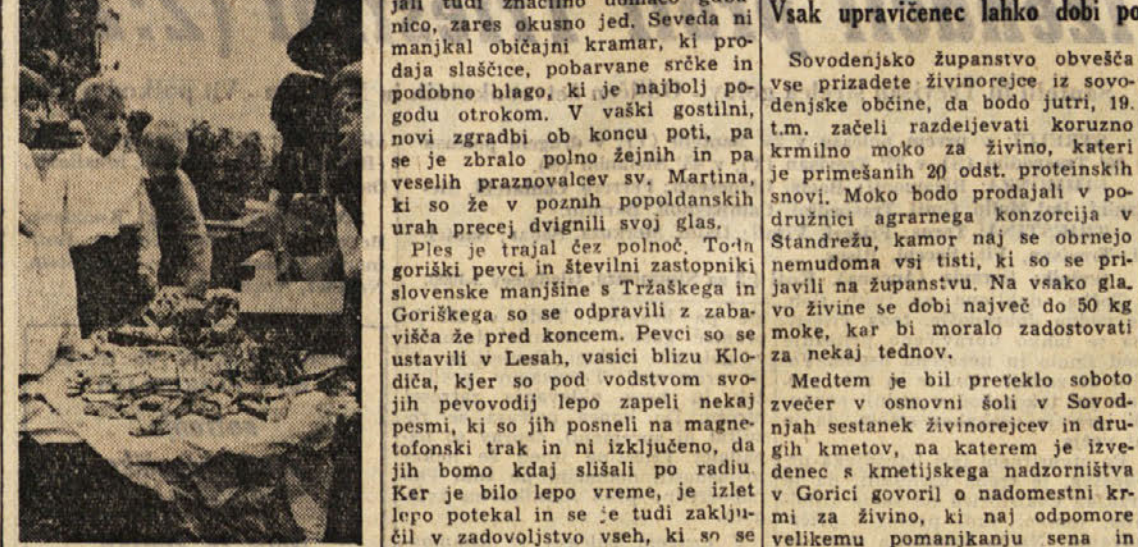 jali tudi značilno domačo guba-
nico, zares okusno jed. Seveda ni
manjkal običajni kramar, ki pro-
daja slaščice, pobarvane srčke in
podobno blago, ki je najbolj po-
godu otrokom. V vaški gostilni,
novi zgradbi ob koncu poti, pa
se je zbralo polno žejnih in pa
veselih praznovalcev sv. Martina,
ki so že v poznih popoldanskih
urah precej dvignili svoj glas.
Ples je trajal čez polnoč. Toda
goriški pevci in številni zastopniki
slovenske manjšine s Tržaškega in
Goriškega so se odpravili z zaba-
višča že pred koncem. Pevci so se
ustavili v Lesah, vasici blizu Klo-
diča, kjer so pod vodstvom svo-
jih pevovodij lepo zapeli nekaj
pesmi, ki so jih posneli na magne-
tofonski trak in ni izključeno, da
jih bomo kdaj slišali po radiu.
Ker je bilo lepo vreme, je izlet
lepo potekal in se je tudi zaklju-
čil v zadovoljstvo vseh, ki so se
Vsak upravičenec lahko dobi po
Sovodenjsko županstvo obvešča
vse prizadete živinorejce iz sovo-
denjske občine, da bodo jutri, 19.
t.m. začeli razdeljevati koruzno
krmilno moko za živino, kateri
je primešanih 20 odst. proteinskih
snovi. Moko bodo prodajali v po-
družnici agrarnega konzorcija v
Štandrežu, kamor naj se obrnejo
nemudoma vsi tisti, ki so se pri-
javili na županstvu. Na vsako gla.
vo živine se dobi največ do 50 kg
moke, kar bi moralo zadostovati
za nekaj tednov.
Medtem je bil preteklo soboto
zvečer v osnovni šoli v Sovod-
njah sestanek živinorejcev in dru-
gih kmetov, na katerem je izve-
denec s kmetijskega nadzorništva
v Gorici govoril o nadomestni kr-
mi za živino, ki naj odpomore
velikemu pomanjkanju sena in